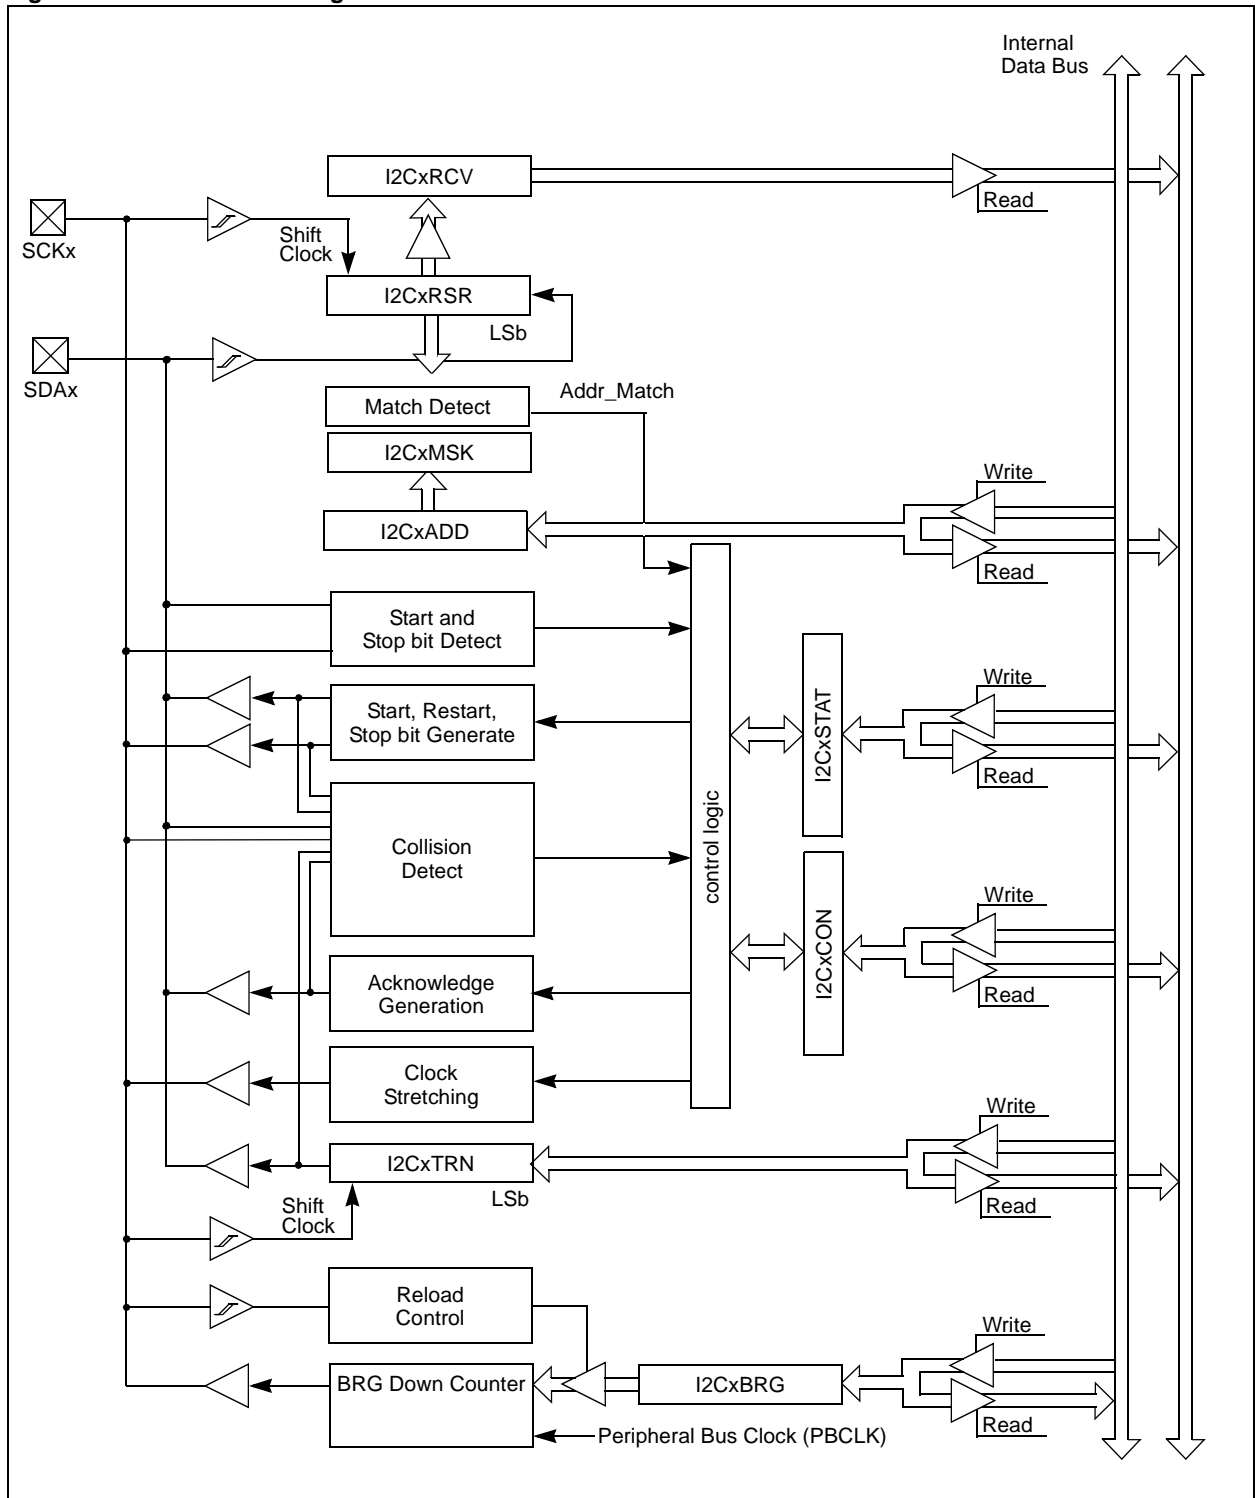 Internal
Data Bus
I2CxRCV
Read
SCKx
Shift
Clock
I2CxRSR
LSb
SDAx
Match Detect
Addr_Match
I2CxMSK
Write
I2CxADD
Read
Start and
Stop bit Detect
Write
Start, Restart,
Stop bit Generate
I2CxSTAT
Read
control logic
Collision
Detect
Write
I2CxCON
Acknowledge
Generation
Read
Clock
Stretching
Write
I2CxTRN
LSb
Shift
Clock
Read
Reload
Control
Write
BRG Down Counter
I2CxBRG
Read
Peripheral Bus Clock (PBCLK)